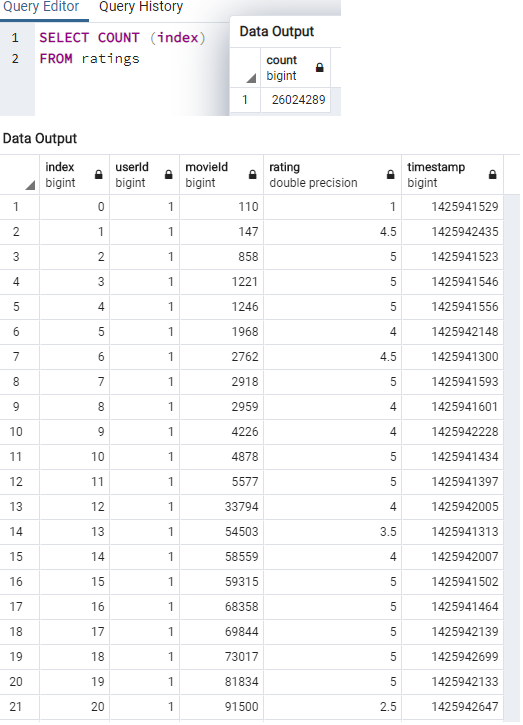 Query Editor Query History
1 SELECT COUNT (index)
2 FROM ratings
Data Output
count
bigint
1 26024289
Data Output
index userId movieId rating timestamp
bigint bigint bigint double precision bigint
1 0 1 110 1 1425941529
2 1 1 147 4.5 1425942435
3 2 1 858 5 1425941523
4 3 1 1221 5 1425941546
5 4 1 1246 5 1425941556
6 5 1 1968 4 1425942148
7 6 1 2762 4.5 1425941300
8 7 1 2918 5 1425941593
9 8 1 2959 4 1425941601
10 9 1 4226 4 1425942228
11 10 1 4878 5 1425941434
12 11 1 5577 5 1425941397
13 12 1 33794 4 1425942005
14 13 1 54503 3.5 1425941313
15 14 1 58559 4 1425942007
16 15 1 59315 5 1425941502
17 16 1 68358 5 1425941464
18 17 1 69844 5 1425942139
19 18 1 73017 5 1425942699
20 19 1 81834 5 1425942133
21 20 1 91500 2.5 1425942647